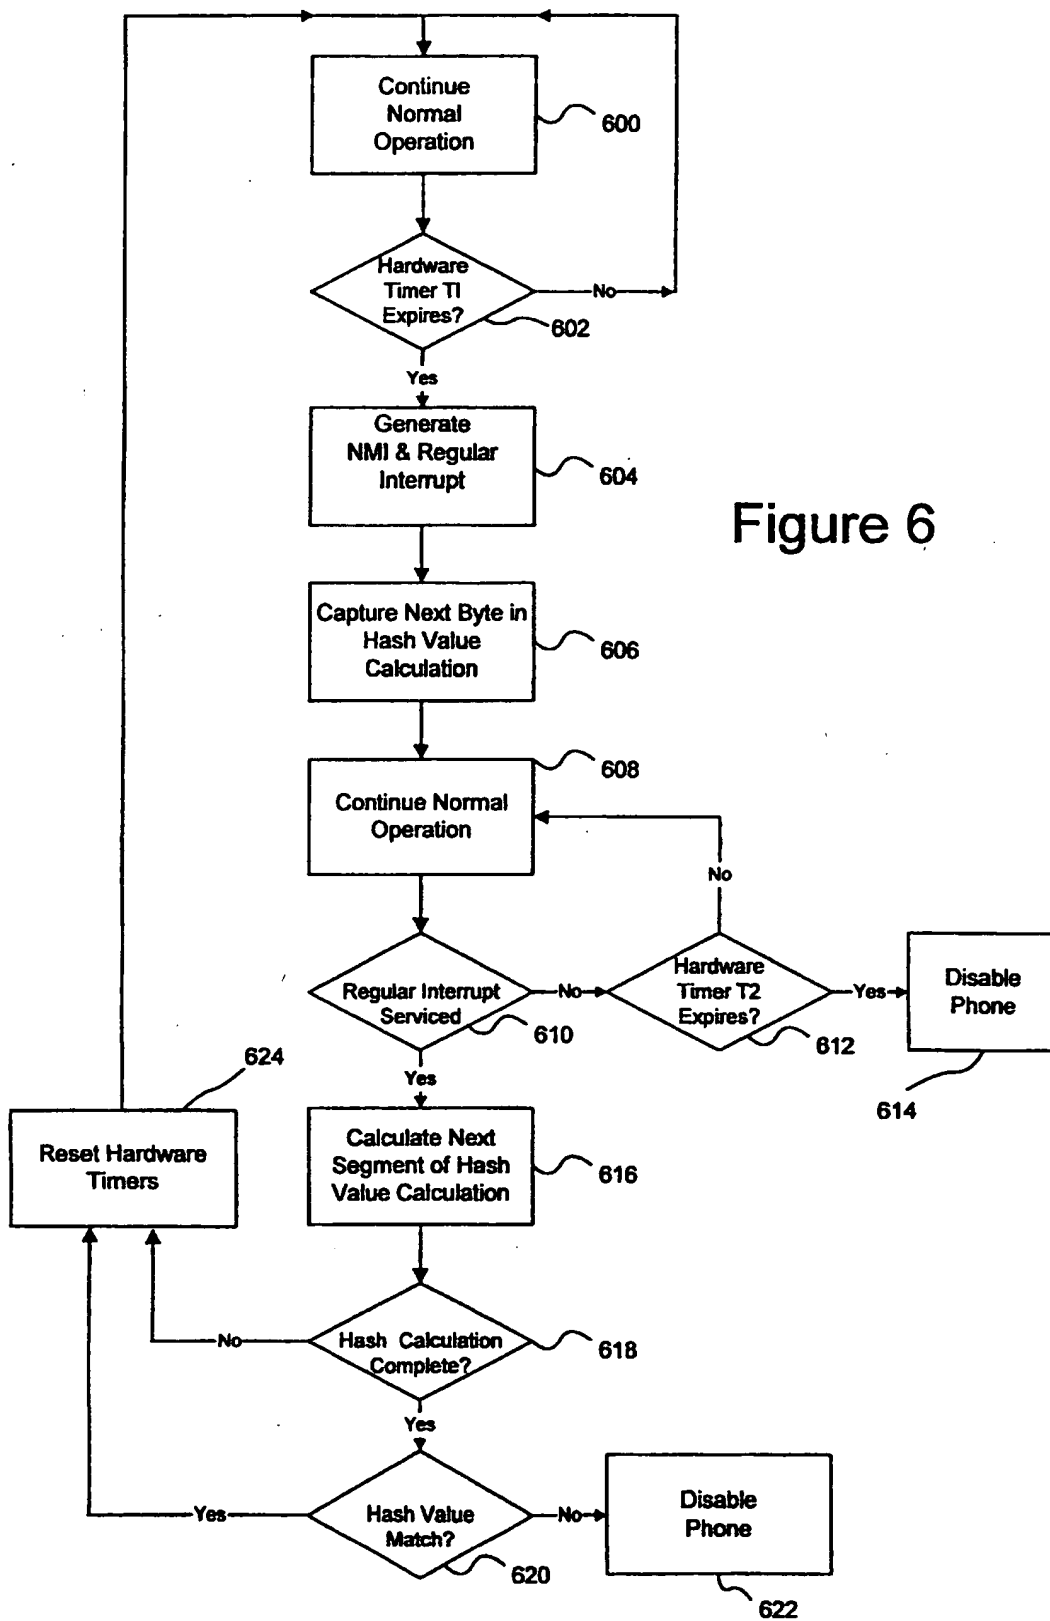 Continue
Normal
Operation
600
Hardware
Timer T1
Expires?
No
602
Yes
Generate
NMI & Regular
Interrupt
604
Figure 6
Capture Next Byte in
Hash Value
Calculation
606
608
Continue Normal
Operation
No
Regular Interrupt
Serviced
No
610
Hardware
Timer T2
Expires?
Yes
612
Disable
Phone
614
Yes
624
Reset Hardware
Timers
Calculate Next
Segment of Hash
Value Calculation
616
Hash Calculation
Complete?
No
618
Yes
Hash Value
Match?
Yes
No
620
Disable
Phone
622